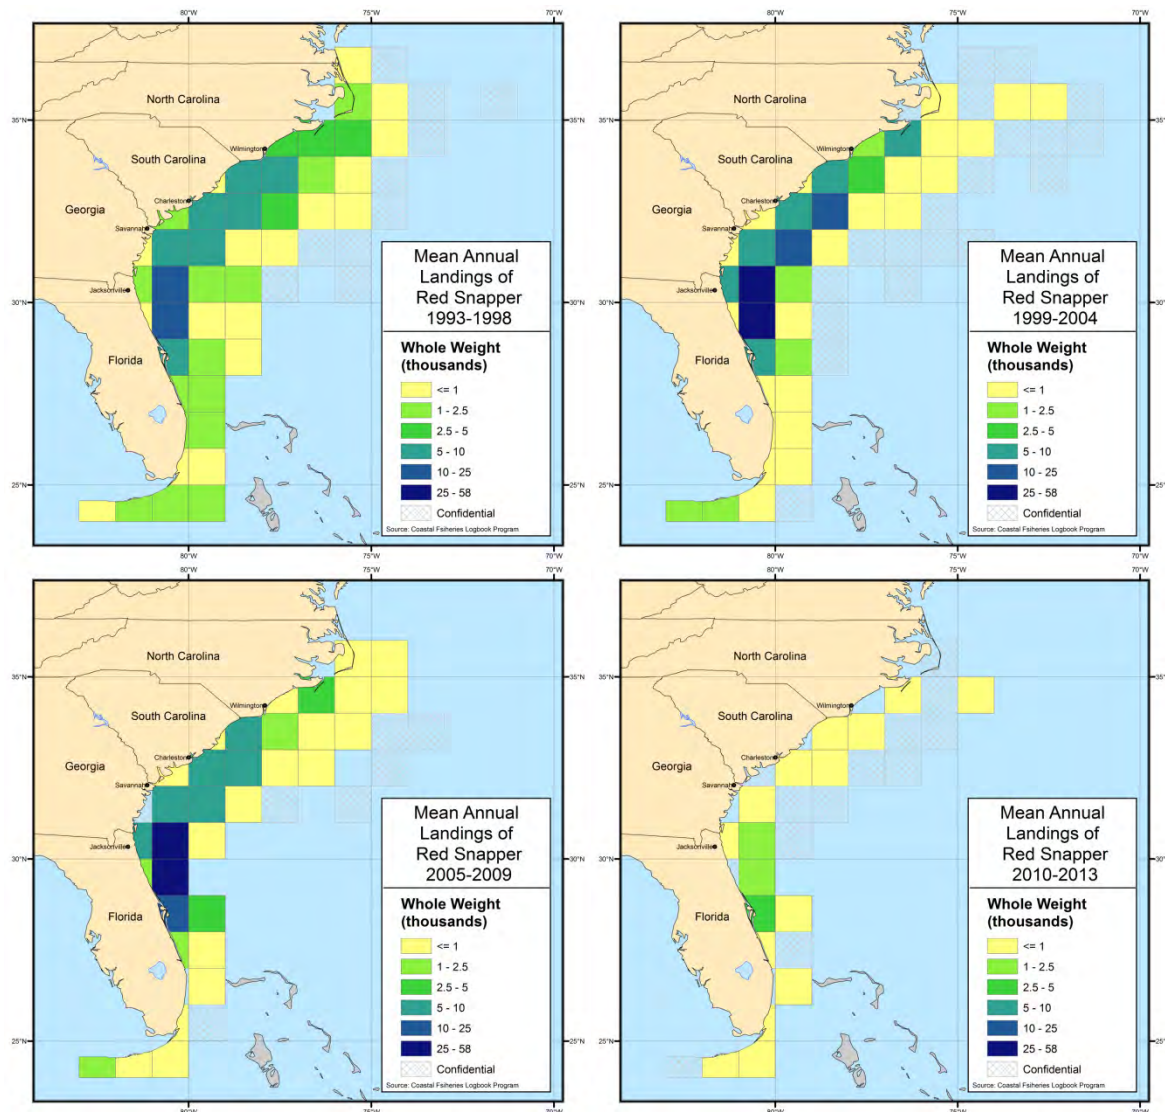 80°W 75°W 70°W
North Carolina
35°N
Wilmington
South Carolina
Charleston
Georgia
Savannah
Jacksonville
30°N
Florida
25°N
80°W 75°W 70°W
Mean Annual
Landings of
Red Snapper
1993-1998
Whole Weight
(thousands)
<= 1
1 - 2.5
2.5 - 5
5 - 10
10 - 25
25 - 58
Confidential
Source: Coastal Fsiheries Logbook Program
80°W 75°W 70°W
North Carolina
35°N
Wilmington
South Carolina
Charleston
Georgia
Savannah
Jacksonville
30°N
Florida
25°N
80°W 75°W 70°W
Mean Annual
Landings of
Red Snapper
1999-2004
Whole Weight
(thousands)
<= 1
1 - 2.5
2.5 - 5
5 - 10
10 - 25
25 - 58
Confidential
Source: Coastal Fsiheries Logbook Program
North Carolina
35°N
Wilmington
South Carolina
Charleston
Georgia
Savannah
Jacksonville
30°N
Florida
25°N
80°W 75°W 70°W
Mean Annual
Landings of
Red Snapper
2005-2009
Whole Weight
(thousands)
<= 1
1 - 2.5
2.5 - 5
5 - 10
10 - 25
25 - 58
Confidential
Source: Coastal Fsiheries Logbook Program
North Carolina
35°N
Wilmington
South Carolina
Charleston
Georgia
Savannah
Jacksonville
30°N
Florida
25°N
80°W 75°W 70°W
Mean Annual
Landings of
Red Snapper
2010-2013
Whole Weight
(thousands)
<= 1
1 - 2.5
2.5 - 5
5 - 10
10 - 25
25 - 58
Confidential
Source: Coastal Fsiheries Logbook Program